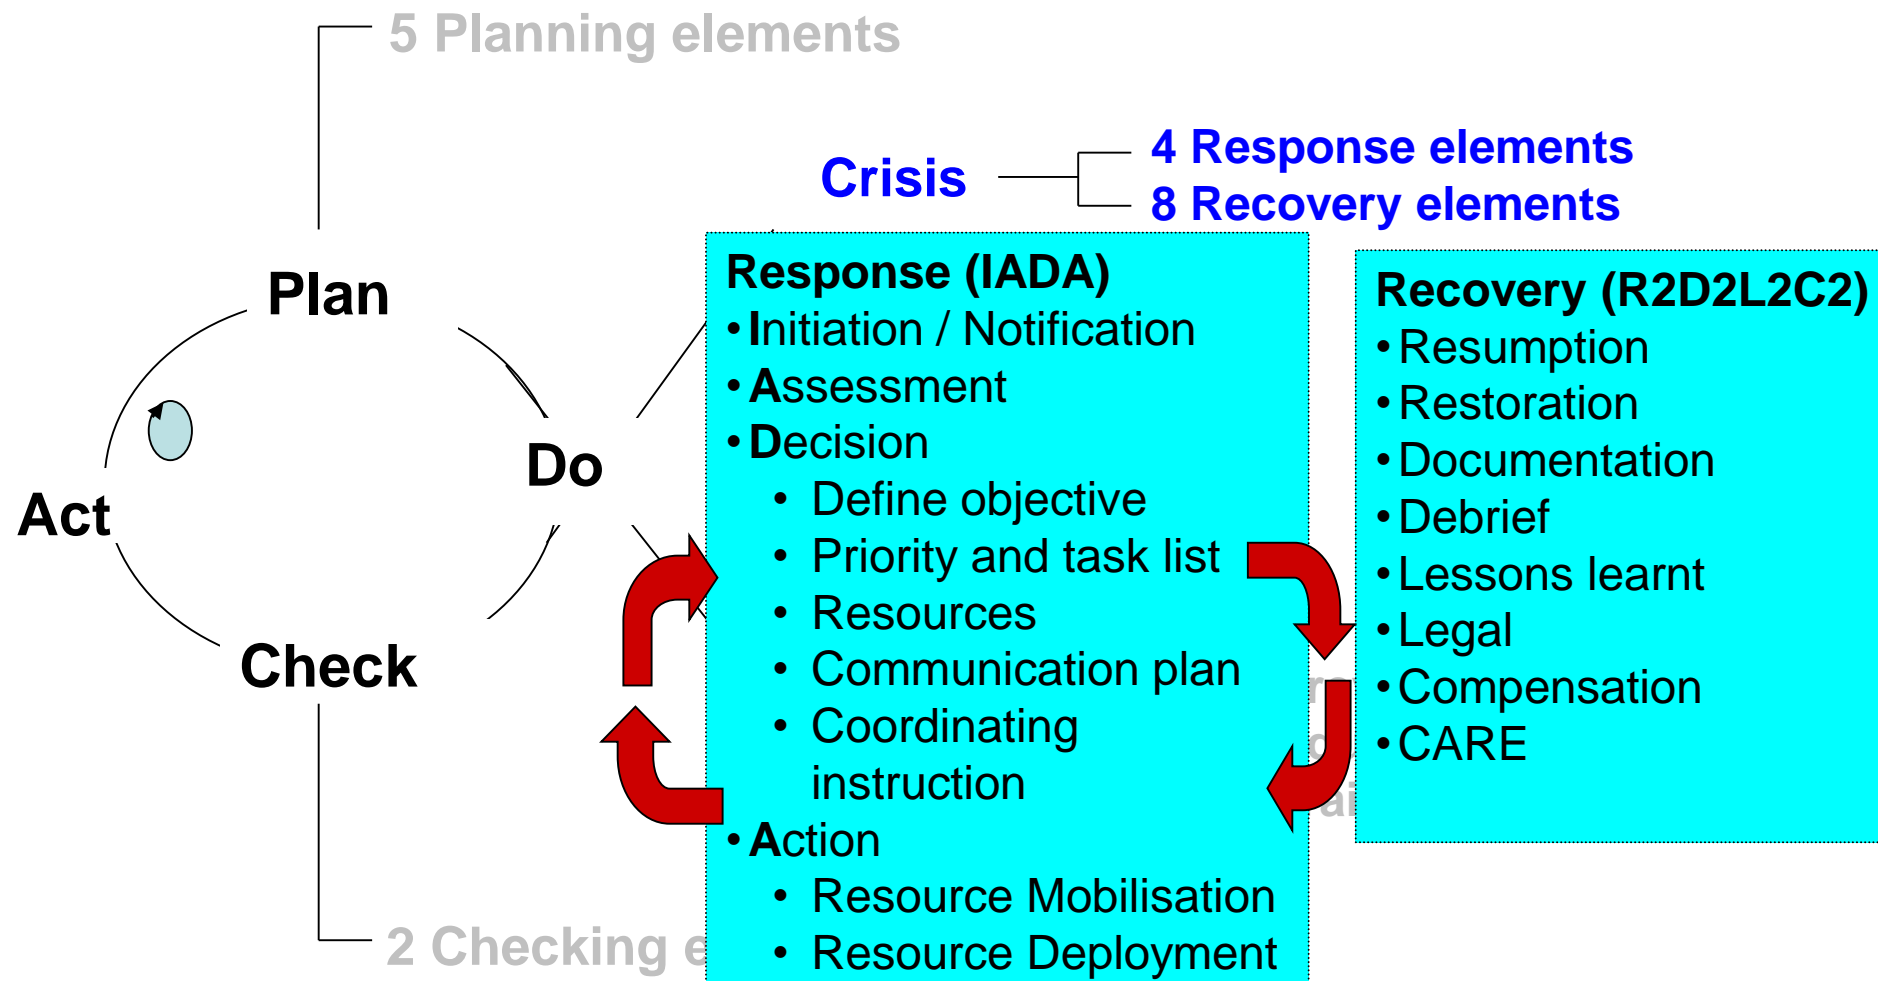 5 Planning elements
Crisis
4 Response elements
8 Recovery elements
Plan
Do
Act
Check
2 Checking
Response (IADA)
•Initiation / Notification
•Assessment
•Decision
• Define objective
• Priority and task list
• Resources
• Communication plan
• Coordinating
instruction
•Action
• Resource Mobilisation
• Resource Deployment
Recovery (R2D2L2C2)
•Resumption
•Restoration
•Documentation
•Debrief
•Lessons learnt
•Legal
•Compensation
•CARE